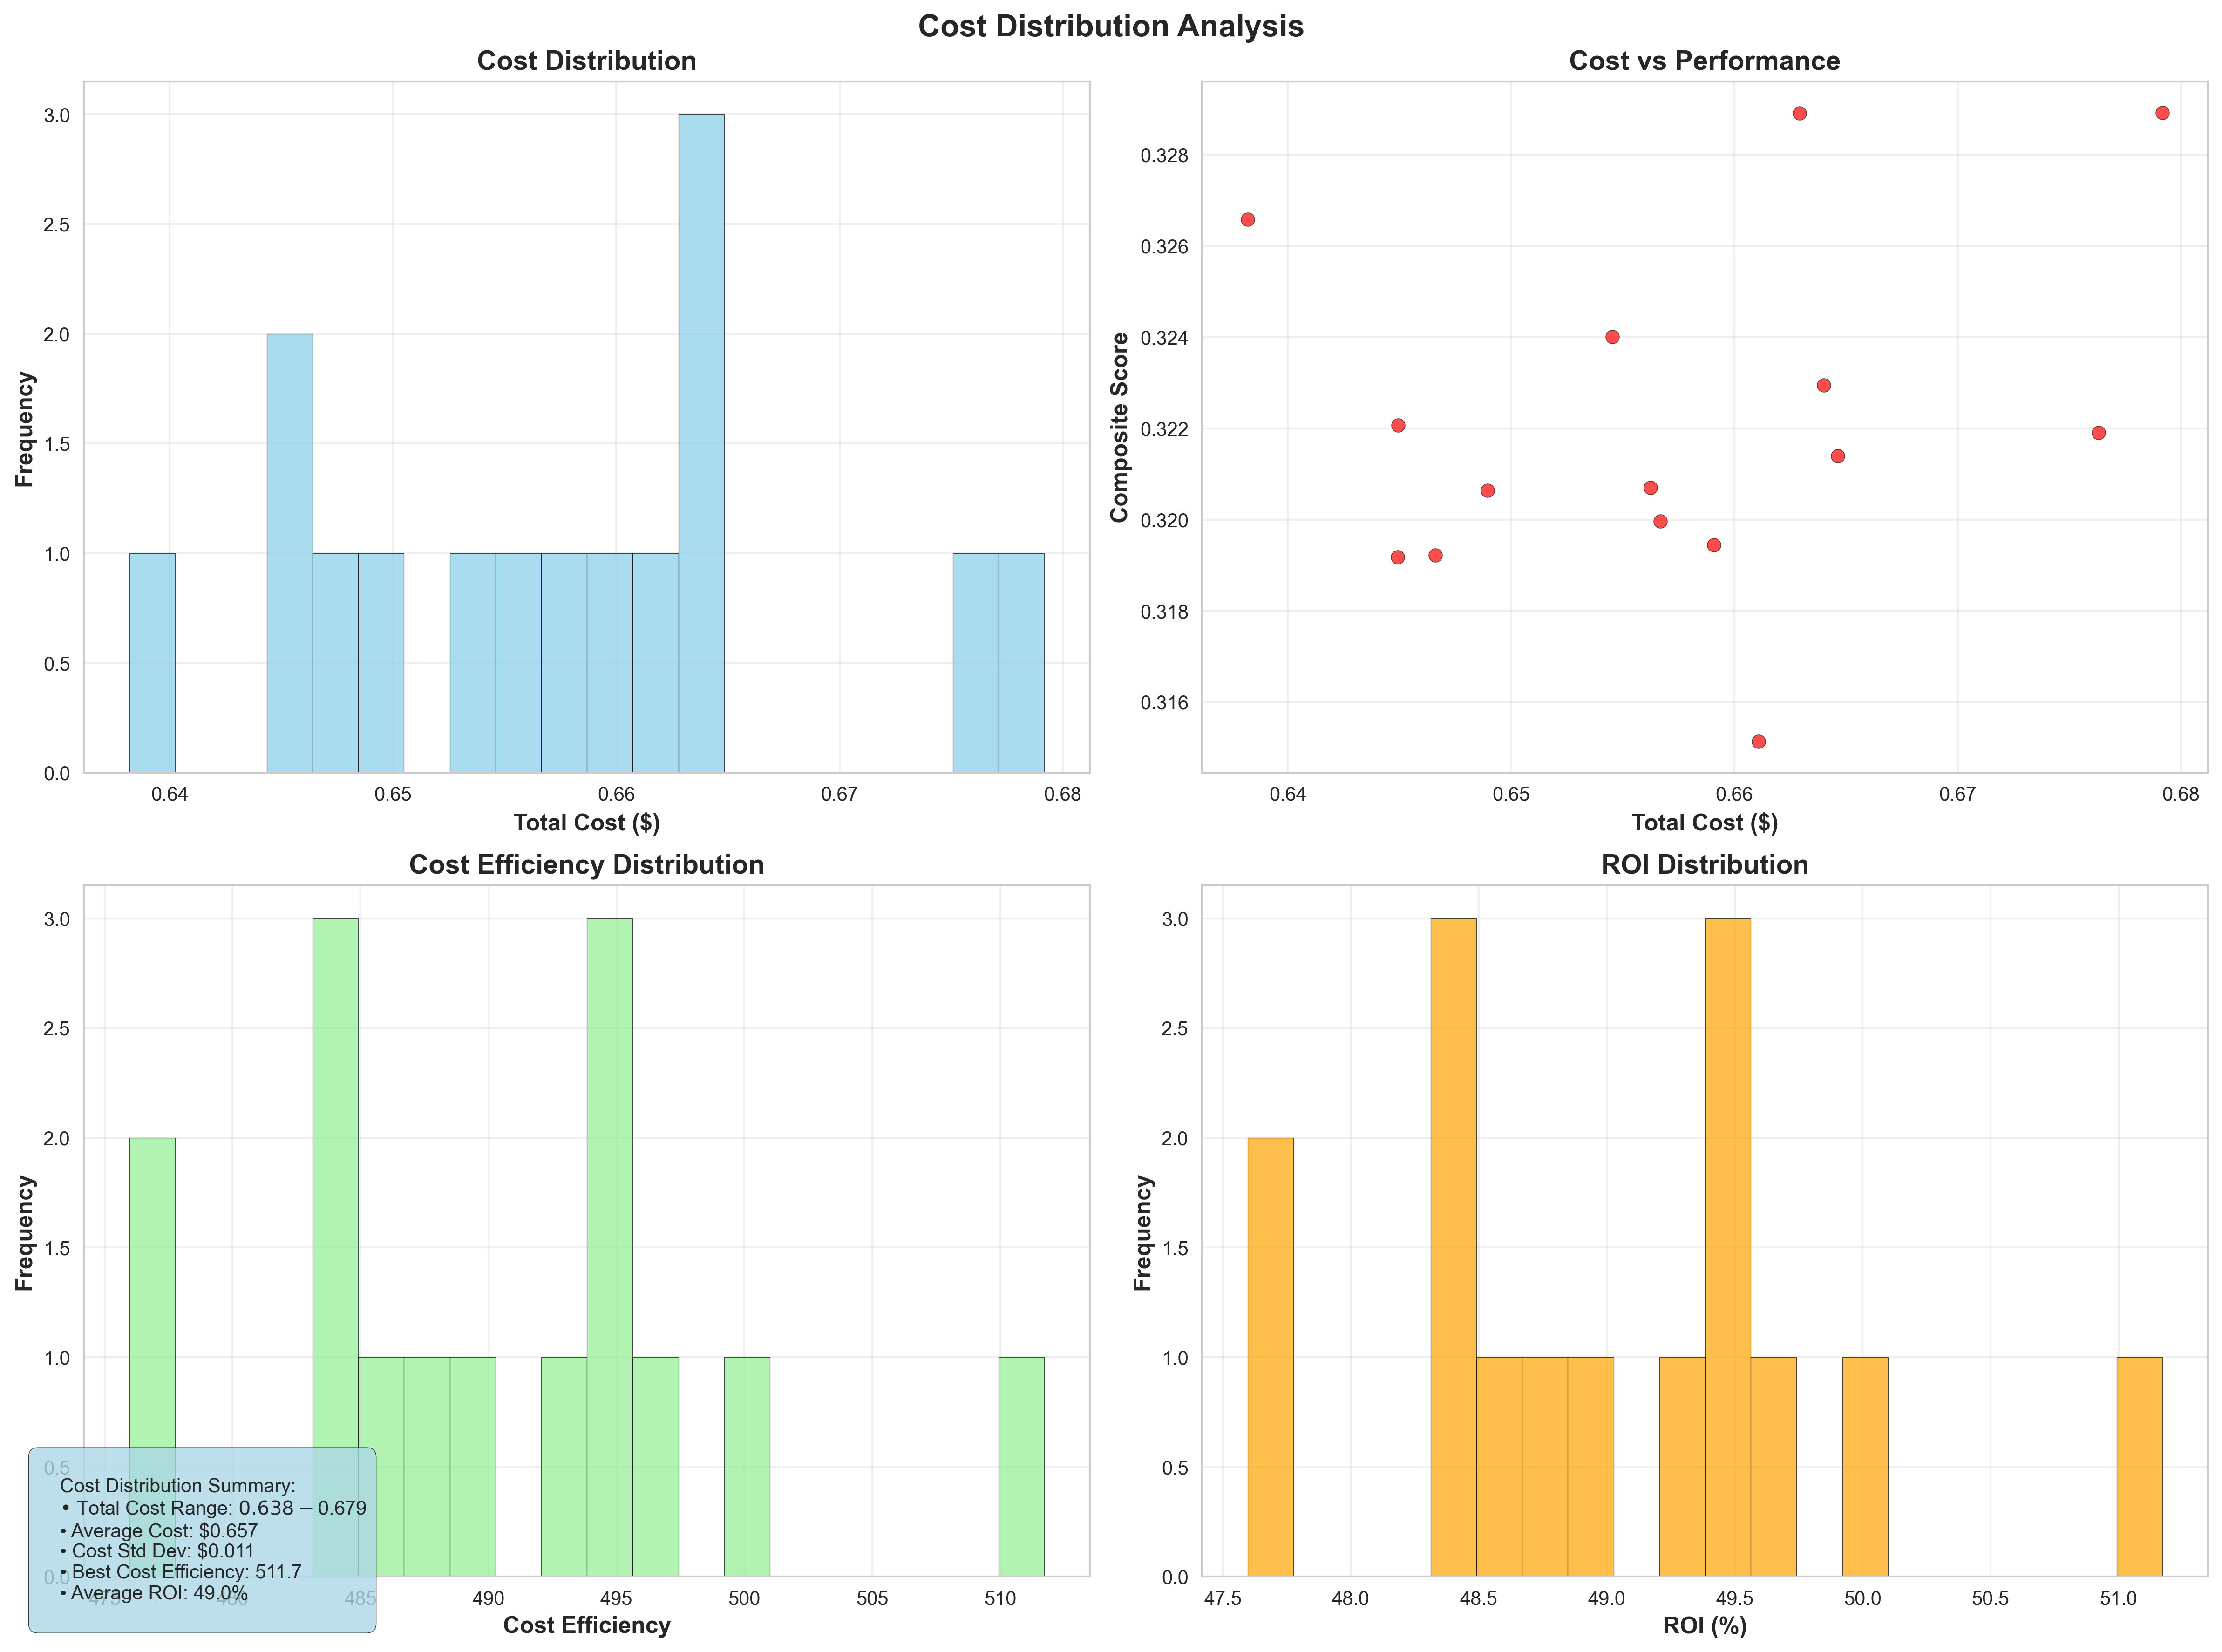 Cost Distribution Analysis
Cost Distribution
3.0
2.5
2.0
1.5
1.0
0.5
0.0
Frequency
0.64 0.65 0.66 0.67 0.68
Total Cost ($)
Cost vs Performance
0.328
0.326
0.324
0.322
0.320
0.318
0.316
Composite Score
0.64 0.65 0.66 0.67 0.68
Total Cost ($)
Cost Efficiency Distribution
3.0
2.5
2.0
1.5
1.0
0.5
0.0
Frequency
475 480 485 490 495 500 505 510
Cost Efficiency
Cost Distribution Summary:
• Total Cost Range: 0.638 − 0.679
• Average Cost: $0.657
• Cost Std Dev: $0.011
• Best Cost Efficiency: 511.7
• Average ROI: 49.0%
ROI Distribution
3.0
2.5
2.0
1.5
1.0
0.5
0.0
Frequency
47.5 48.0 48.5 49.0 49.5 50.0 50.5 51.0
ROI (%)